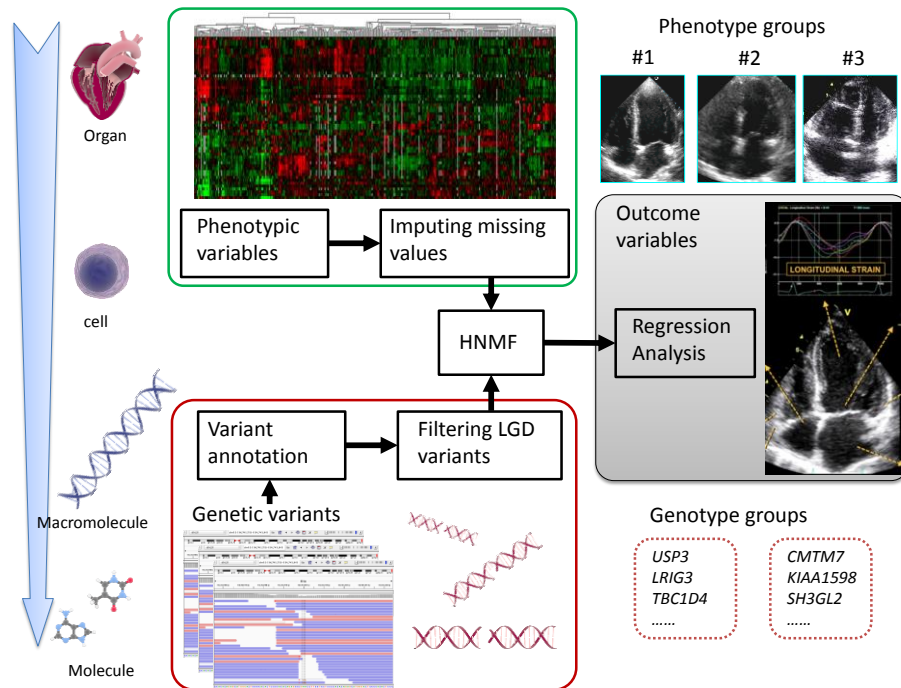 Organ
cell
Macromolecule
Molecule
Phenotypic
variables
Imputing missing
values
HNMF
Variant
annotation
Filtering LGD
variants
Genetic variants
Phenotype groups
#1
#2
#3
Outcome
variables
LONGITUDINAL STRAIN
V
Regression
Analysis
Genotype groups
USP3
LRIG3
TBC1D4
......
CMTM7
KIAA1598
SH3GL2
......